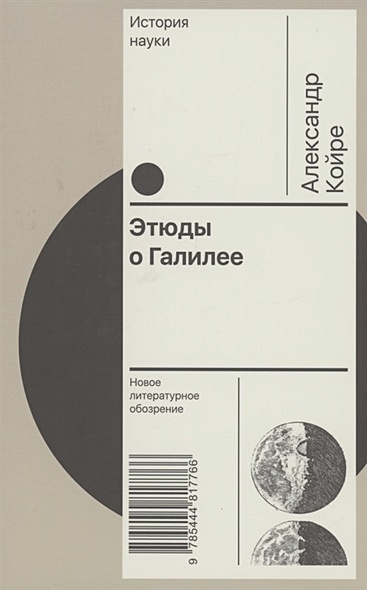 История
науки
Александр
Койре
Этюды
о Галилее
Новое
литературное
обозрение
9 785444 817766